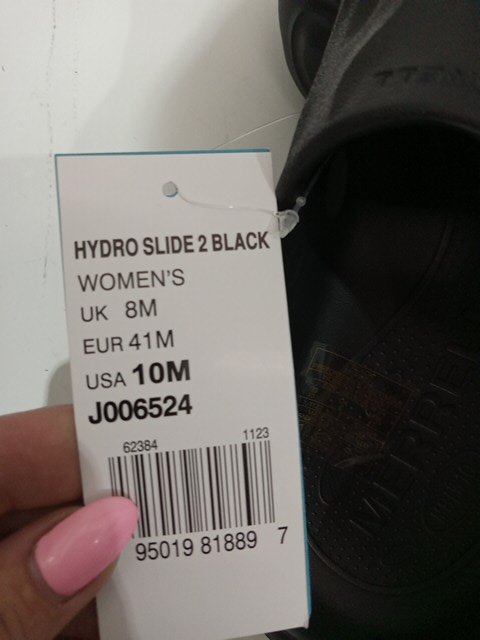 HYDRO SLIDE 2 BLACK
WOMEN'S
UK 8M
EUR 41M
USA 10M
J006524
62384 1123
95019 81889 7